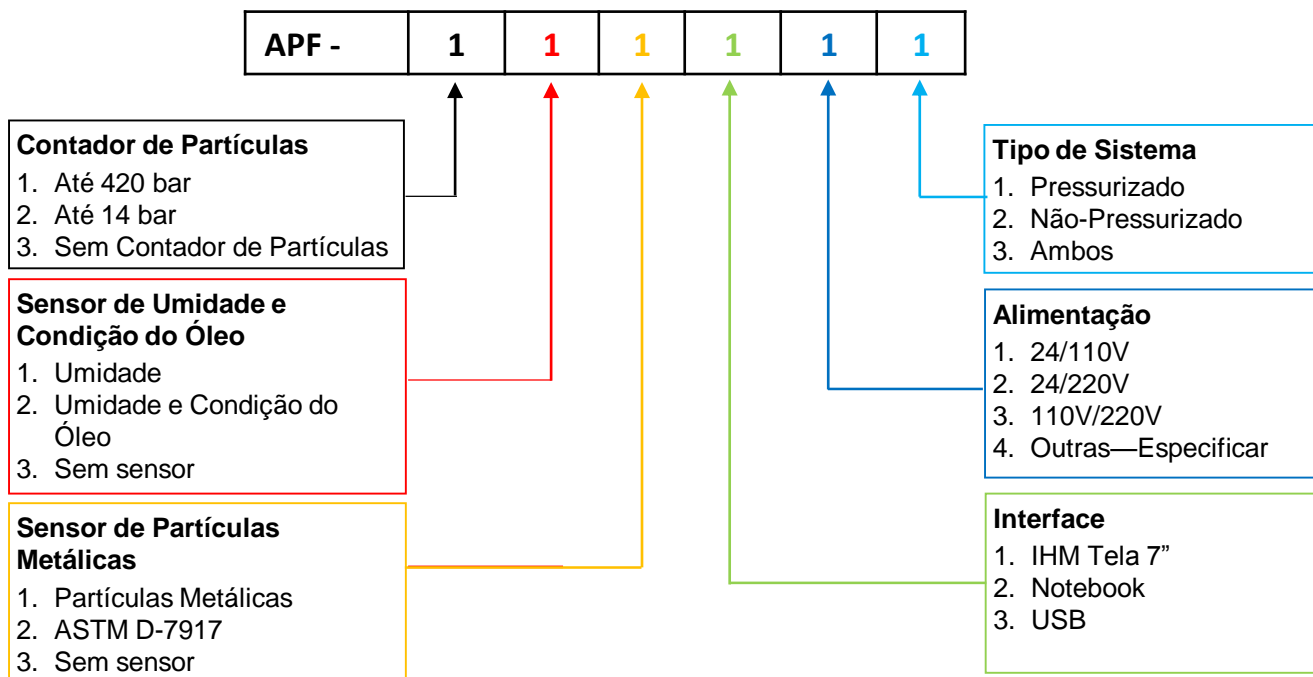 APF - 1 1 1 1 1 1
Contador de Partículas
1. Até 420 bar
2. Até 14 bar
3. Sem Contador de Partículas
Sensor de Umidade e
Condição do Óleo
1. Umidade
2. Umidade e Condição do
Óleo
3. Sem sensor
Sensor de Partículas
Metálicas
1. Partículas Metálicas
2. ASTM D-7917
3. Sem sensor
Tipo de Sistema
1. Pressurizado
2. Não-Pressurizado
3. Ambos
Alimentação
1. 24/110V
2. 24/220V
3. 110V/220V
4. Outras—Especificar
Interface
1. IHM Tela 7”
2. Notebook
3. USB